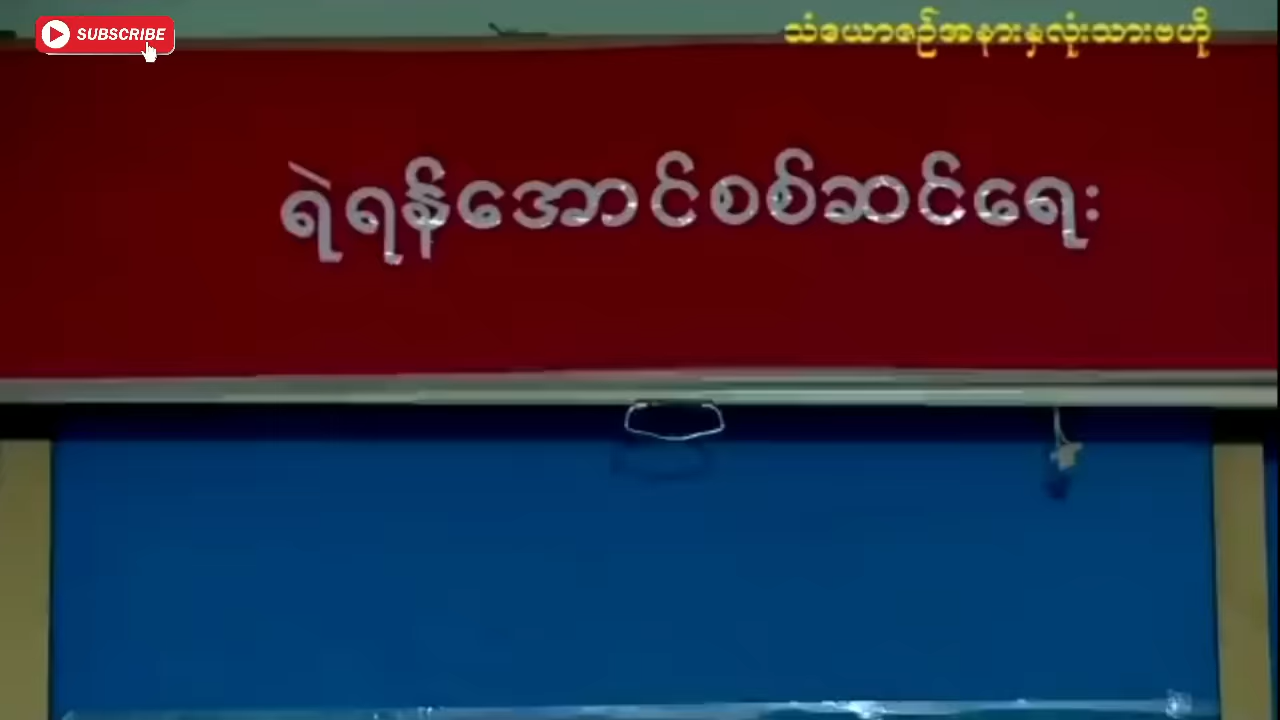 SUBSCRIBE
သံယောဇဉ်အနားနှလုံးသားဗဟို
ရဲရန်အောင်စစ်ဆင်ရေး